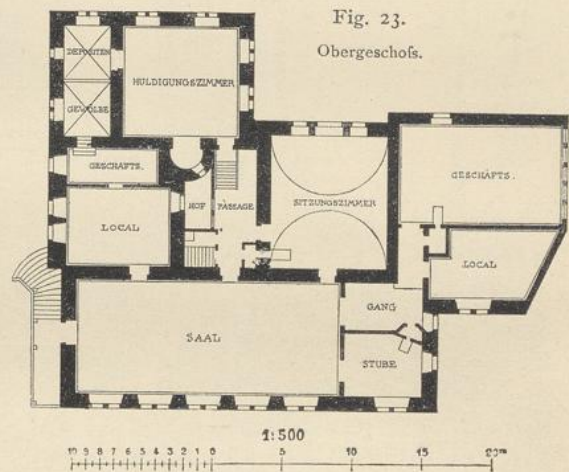 Fig. 23.
Obergeschoſs.
DEPOSITEN
GEWÖLBE
HULDIGUNGSZIMMER
GESCHÄFTS.
LOCAL
HOF
PASSAGE
SITZUNGSZIMMER
GESCHÄFTS.
LOCAL
SAAL
GANG
STUBE
1:500
10 9 8 7 6 5 4 3 2 1 0 5 10 15 20m